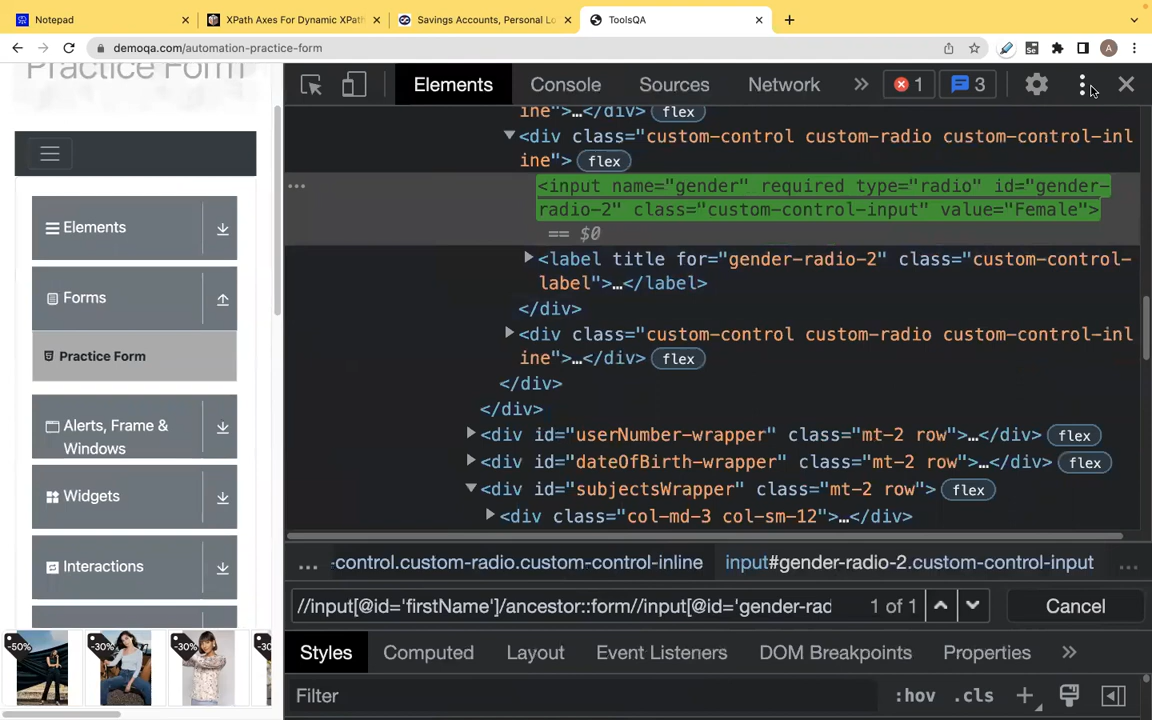 Notepad
XPath Axes For Dynamic XPath
Savings Accounts, Personal Lo
ToolsQA
demoqa.com/automation-practice-form
A
Practice Form
Elements
Console
Sources
Network
1
3
ine">…</div> flex
<div class="custom-control custom-radio custom-control-inl
ine"> flex
<input name="gender" required type="radio" id="gender-
radio-2" class="custom-control-input" value="Female">
== $0
<label title for="gender-radio-2" class="custom-control-
label">…</label>
</div>
<div class="custom-control custom-radio custom-control-inl
ine">…</div> flex
</div>
</div>
<div id="userNumber-wrapper" class="mt-2 row">…</div> flex
<div id="dateOfBirth-wrapper" class="mt-2 row">…</div> flex
<div id="subjectsWrapper" class="mt-2 row"> flex
<div class="col-md-3 col-sm-12">…</div>
... -control.custom-radio.custom-control-inline input#gender-radio-2.custom-control-input ...
//input[@id='firstName']/ancestor::form//input[@id='gender-rad 1 of 1 Cancel
Styles
Computed
Layout
Event Listeners
DOM Breakpoints
Properties
Filter
:hov
.cls
Elements
Forms
Practice Form
Alerts, Frame &
Windows
Widgets
Interactions
-50%
-30%
-30%